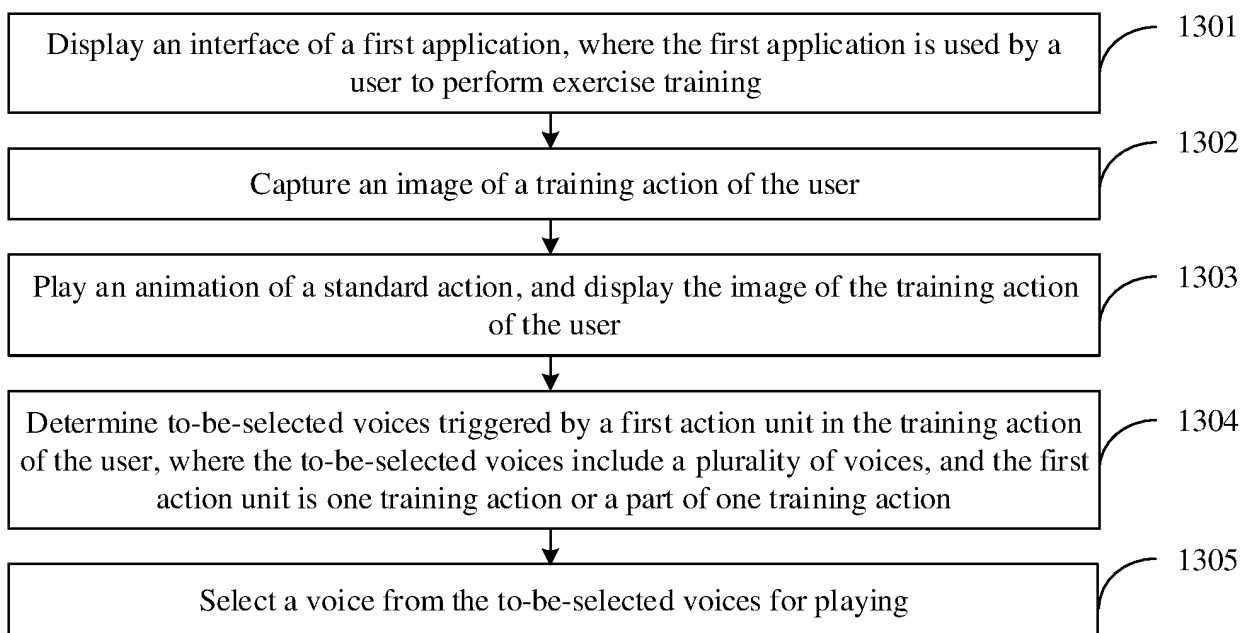 Display an interface of a first application, where the first application is used by a
user to perform exercise training
1301
Capture an image of a training action of the user
1302
Play an animation of a standard action, and display the image of the training action
of the user
1303
Determine to-be-selected voices triggered by a first action unit in the training action
of the user, where the to-be-selected voices include a plurality of voices, and the first
action unit is one training action or a part of one training action
1304
Select a voice from the to-be-selected voices for playing
1305